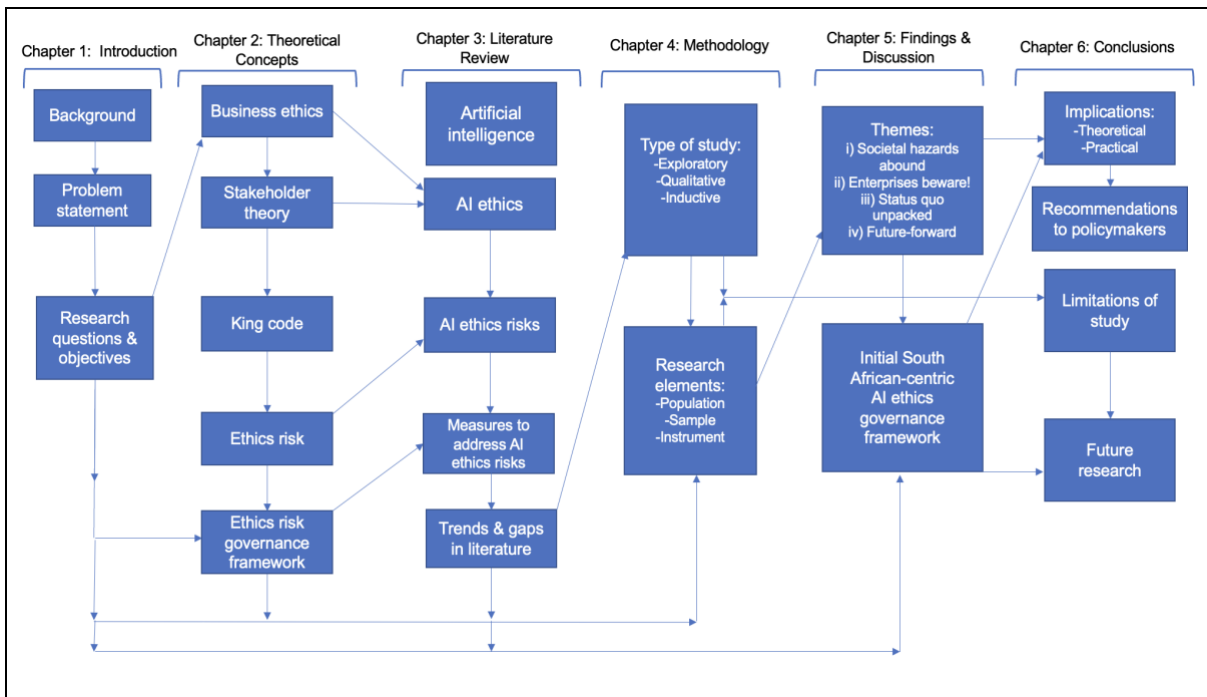 Chapter 1: Introduction
Background
Problem
statement
Research
questions &
objectives
Chapter 2: Theoretical
Concepts
Business ethics
Stakeholder
theory
King code
Ethics risk
Ethics risk
governance
framework
Chapter 3: Literature
Review
Artificial
intelligence
AI ethics
AI ethics risks
Measures to
address AI
ethics risks
Trends & gaps
in literature
Chapter 4: Methodology
Type of study:
-Exploratory
-Qualitative
-Inductive
Research
elements:
-Population
-Sample
-Instrument
Chapter 5: Findings &
Discussion
Themes:
i) Societal hazards
abound
ii) Enterprises beware!
iii) Status quo
unpacked
iv) Future-forward
Initial South
African-centric
AI ethics
governance
framework
Chapter 6: Conclusions
Implications:
-Theoretical
-Practical
Recommendations
to policymakers
Limitations of
study
Future
research